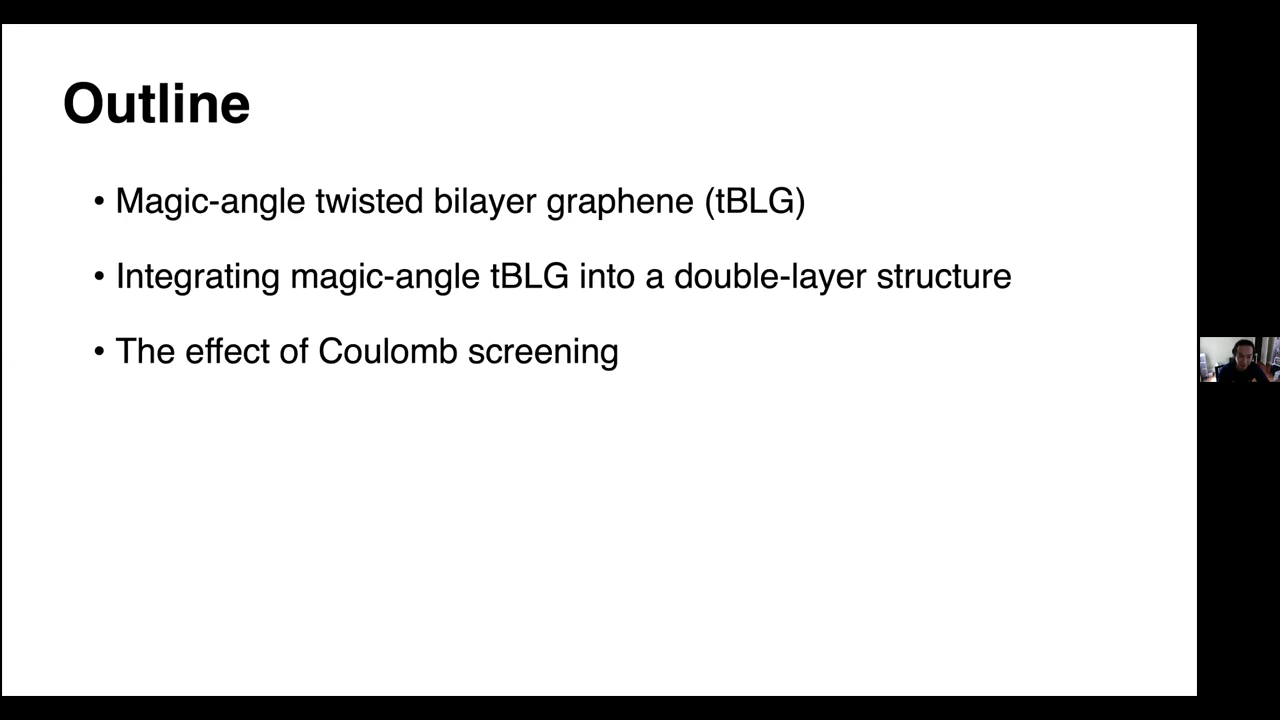 Outline
• Magic-angle twisted bilayer graphene (tBLG)
• Integrating magic-angle tBLG into a double-layer structure
• The effect of Coulomb screening